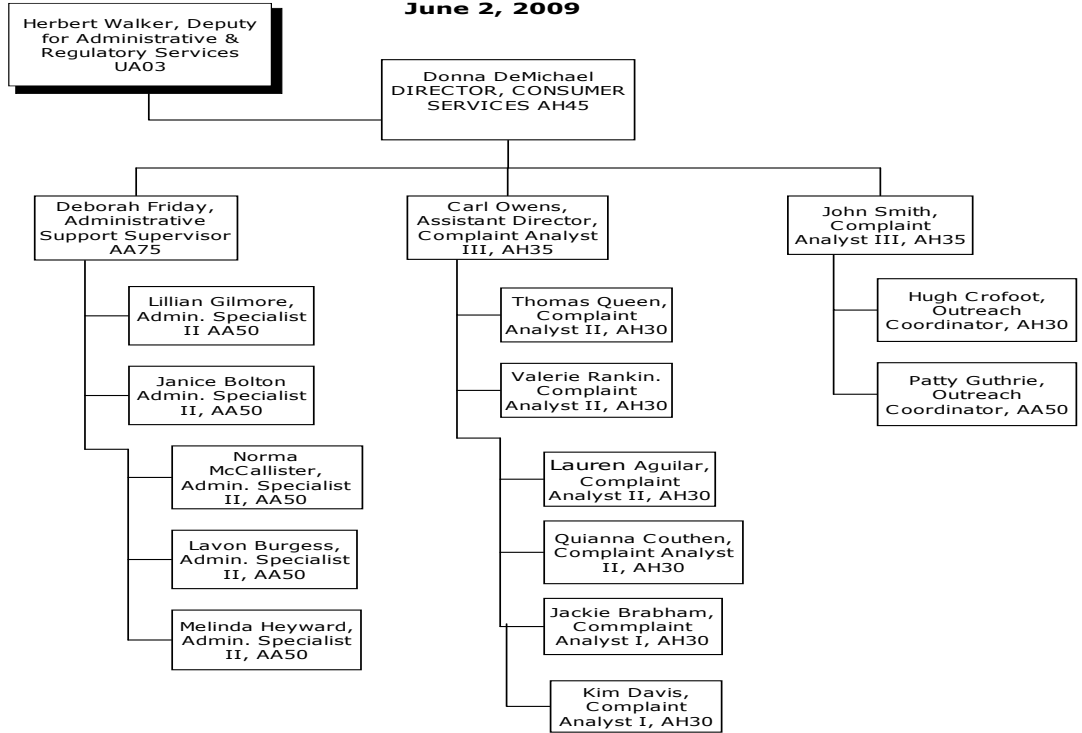 June 2, 2009
Herbert Walker, Deputy
for Administrative &
Regulatory Services
UA03
Donna DeMichael
DIRECTOR, CONSUMER
SERVICES AH45
Deborah Friday,
Administrative
Support Supervisor
AA75
Carl Owens,
Assistant Director,
Complaint Analyst
III, AH35
John Smith,
Complaint
Analyst III, AH35
Lillian Gilmore,
Admin. Specialist
II AA50
Janice Bolton
Admin. Specialist
II, AA50
Norma
McCallister,
Admin. Specialist
II, AA50
Lavon Burgess,
Admin. Specialist
II, AA50
Melinda Heyward,
Admin. Specialist
II, AA50
Thomas Queen,
Complaint
Analyst II, AH30
Valerie Rankin.
Complaint
Analyst II, AH30
Lauren Aguilar,
Complaint
Analyst II, AH30
Quianna Couthen,
Complaint Analyst
II, AH30
Jackie Brabham,
Commplaint
Analyst I, AH30
Kim Davis,
Complaint
Analyst I, AH30
Hugh Crofoot,
Outreach
Coordinator, AH30
Patty Guthrie,
Outreach
Coordinator, AA50